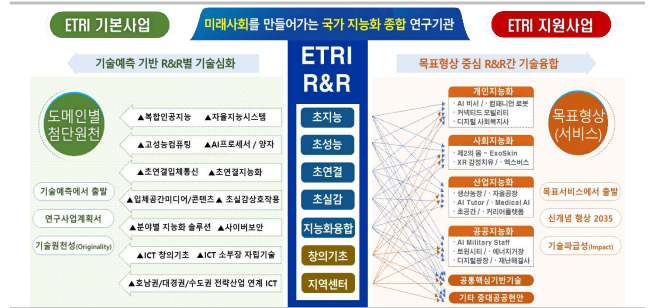 ETRI 기본사업
미래사회를 만들어가는 국가 지능화 종합 연구기관
ETRI 지원사업
기술예측 기반 R&R별 기술심화
ETRI
R&R
목표형상 중심 R&R간 기술융합
도메인별
첨단원천
기술예측에서 출발
연구사업계획서
기술원천성(Originality)
▲복합인공지능 ▲자율지능시스템
▲고성능컴퓨팅 ▲AI프로세서 / 양자
▲초연결입체통신 ▲초연결지능화
▲입체공간미디어/콘텐츠▲ 초실감상호작용
▲분야별 지능화 솔루션 ▲사이버보안
▲ICT 창의기초 ▲ICT 소부장 자립기술
▲호남권/대경권/수도권 전략산업 연계 ICT
초지능
초성능
초연결
초실감
지능화융합
창의기초
지역센터
개인지능화
· AI 비서 / · 컴패니언 로봇
· 커넥티드 모빌리티
· 디지털 사회복지사
사회지능화
· 제2의 몸 – ExoSkin
· XR 감정치유 / · 멕스버스
산업지능화
· 생산농장 / · 자율공장
· AI Tutor / · Medical AI
· 초공간 / · 커리어플랫폼
공공지능화
· AI Military Staff
· 트윈시티 / · 에너지거장
· 디지털광장 / · 재난해결사
공통핵심기반기술
기타 중대공공현안
목표형상
(서비스)
목표서비스에서 출발
신개념 형상 2035
기술파급성(Impact)